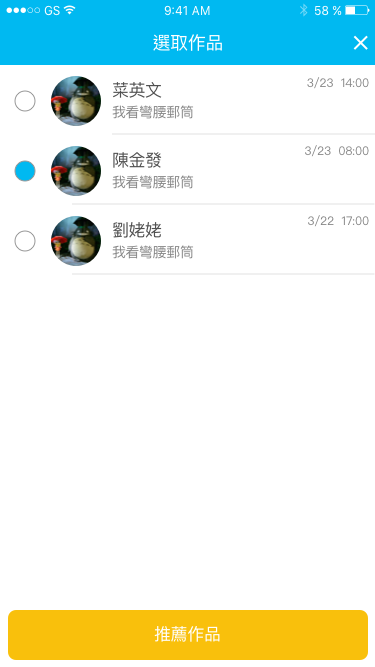 GS 9:41 AM 58 %
選取作品
菜英文 3/23 14:00
我看彎腰郵筒
陳金發 3/23 08:00
我看彎腰郵筒
劉姥姥 3/22 17:00
我看彎腰郵筒
推薦作品